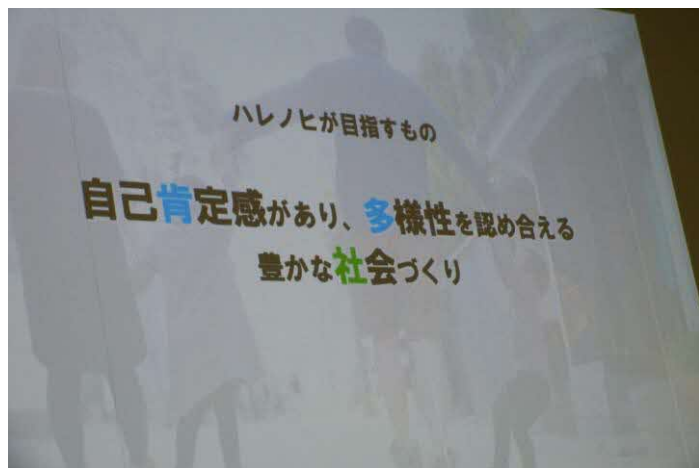 ハレノヒが目指すもの
自己肯定感があり、多様性を認め合える
豊かな社会づくり